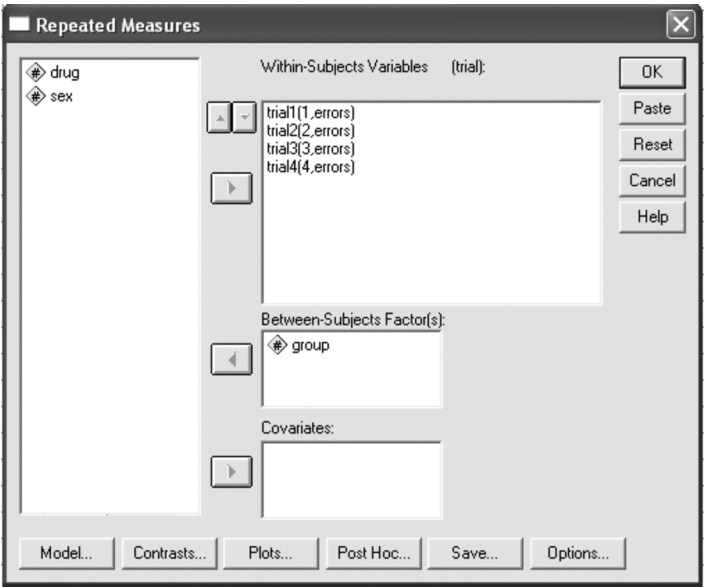 Repeated Measures
drug
sex
Within-Subjects Variables (trial):
trial1(1,errors)
trial2(2,errors)
trial3(3,errors)
trial4(4,errors)
OK
Paste
Reset
Cancel
Help
Between-Subjects Factor(s):
group
Covariates:
Model... Contrasts... Plots... Post Hoc... Save... Options...